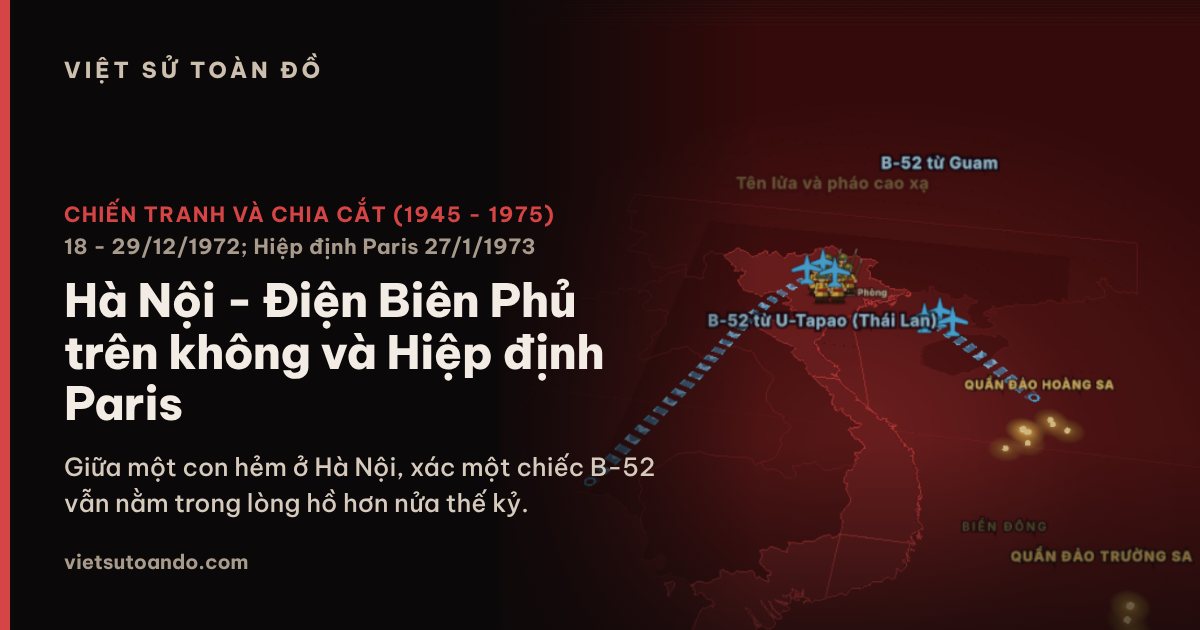 VIỆT SỬ TOÀN ĐỒ
CHIẾN TRANH VÀ CHIA CẮT (1945 - 1975)
18 - 29/12/1972; Hiệp định Paris 27/1/1973
Hà Nội - Điện Biên Phủ
trên không và Hiệp định
Paris
Giữa một con hẻm ở Hà Nội, xác một chiếc B-52
vẫn nằm trong lòng hồ hơn nửa thế kỷ.
vietsutoando.com
B-52 từ Guam
Tên lửa và pháo cao xạ
Phòng
B-52 từ U-Tapao (Thái Lan)
QUẦN ĐẢO HOÀNG SA
BIỂN ĐÔNG
QUẦN ĐẢO TRƯỜNG SA